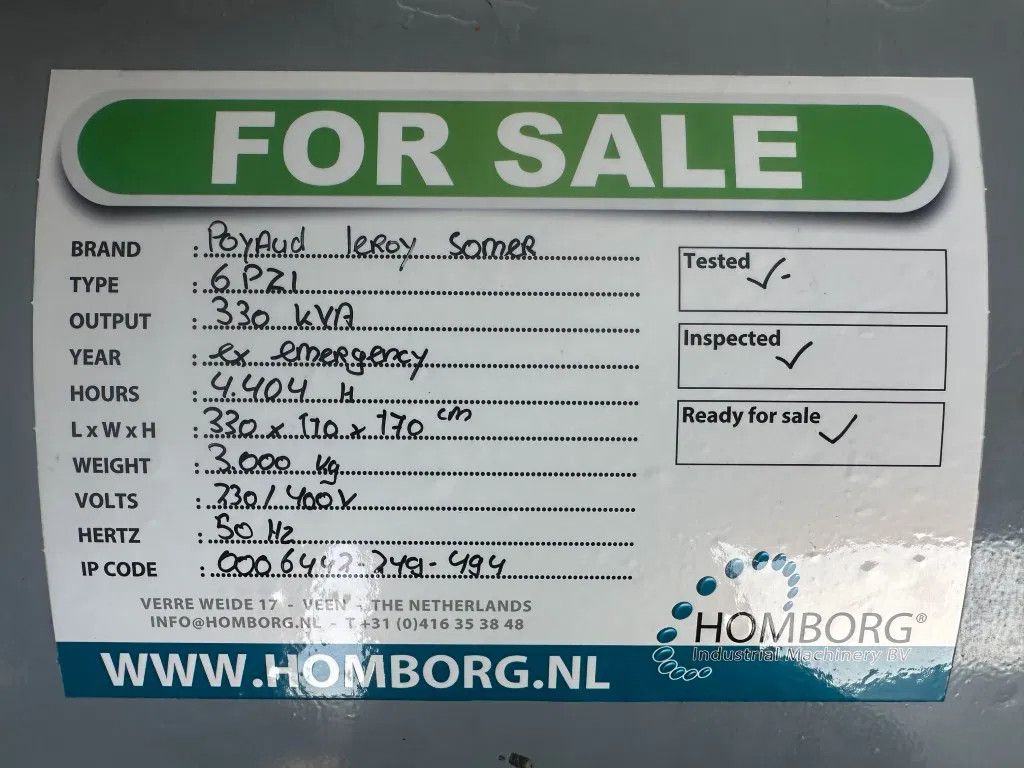 FOR SALE
BRAND : Poyaud leroy Somer
TYPE : 6PZI
OUTPUT : 330 kVA
YEAR : ex emergency
HOURS : 4.404 H
L x W x H : 330 x 170 x 170 cm
WEIGHT : 3.000 kg
VOLTS : 230/400V
HERTZ : 50 Hz
IP CODE : 0006442-249-494
Tested ✓-
Inspected ✓
Ready for sale ✓
VERRE WEIDE 17 - VEEN - THE NETHERLANDS
INFO@HOMBORG.NL - T +31 (0)416 35 38 48
WWW.HOMBORG.NL
HOMBORG®
Industrial Machinery BV